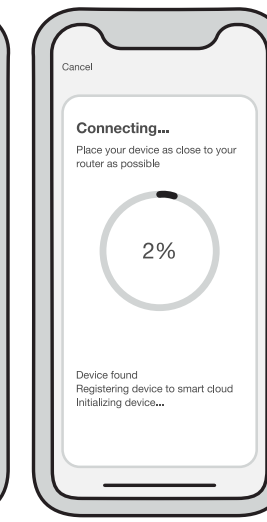 Cancel
Connecting...
Place your device as close to your
router as possible
2%
Device found
Registering device to smart cloud
Initializing device...